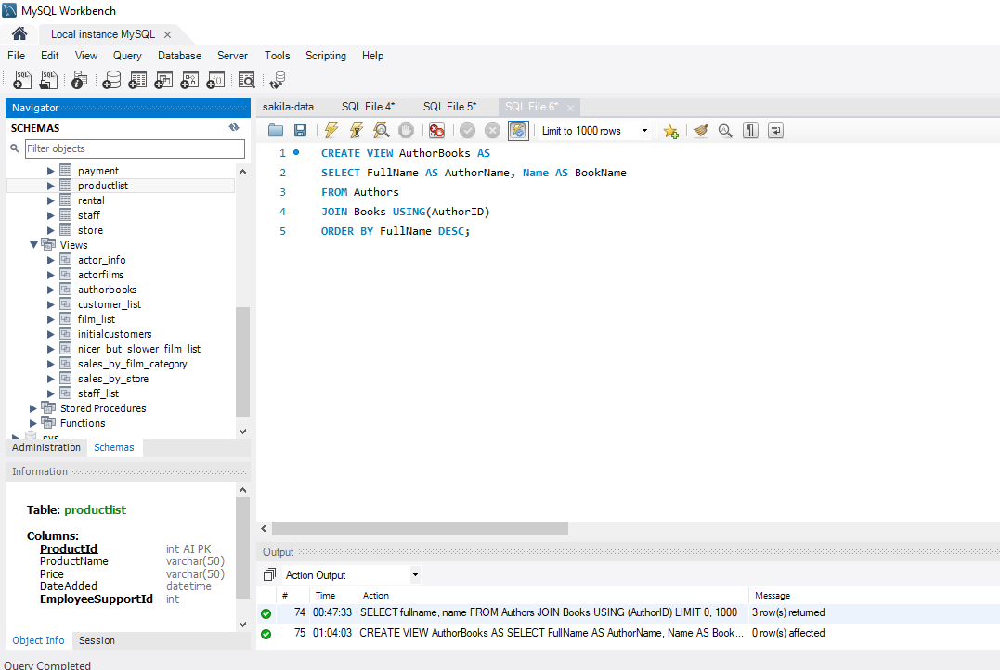 MySQL Workbench
Local instance MySQL
File Edit View Query Database Server Tools Scripting Help
Navigator
SCHEMAS
Filter objects
payment
productlist
rental
staff
store
Views
actor_info
actorfilms
authorbooks
customer_list
film_list
initialcustomers
nicer_but_slower_film_list
sales_by_film_category
sales_by_store
staff_list
Stored Procedures
Functions
sys
Administration Schemas
Information
Table: productlist
Columns:
ProductId int AI PK
ProductName varchar(50)
Price varchar(50)
DateAdded datetime
EmployeeSupportId int
Object Info Session
sakila-data SQL File 4* SQL File 5* SQL File 6*
Limit to 1000 rows
1 CREATE VIEW AuthorBooks AS
2 SELECT FullName AS AuthorName, Name AS BookName
3 FROM Authors
4 JOIN Books USING(AuthorID)
5 ORDER BY FullName DESC;
Output
Action Output
# Time Action Message
74 00:47:33 SELECT fullname, name FROM Authors JOIN Books USING (AuthorID) LIMIT 0, 1000 3 row(s) returned
75 01:04:03 CREATE VIEW AuthorBooks AS SELECT FullName AS AuthorName, Name AS Book... 0 row(s) affected
Query Completed